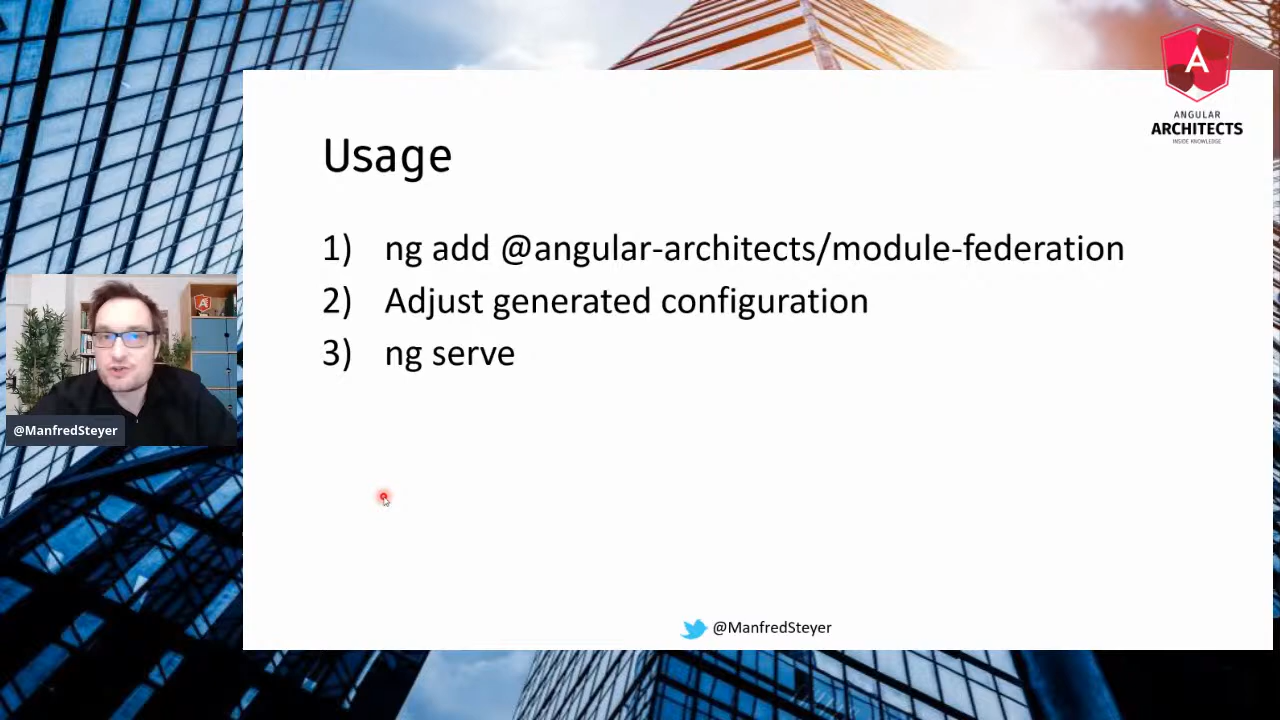 A
ANGULAR
ARCHITECTS
INSIDE KNOWLEDGE
Usage
1) ng add @angular-architects/module-federation
2) Adjust generated configuration
3) ng serve
@ManfredSteyer
@ManfredSteyer